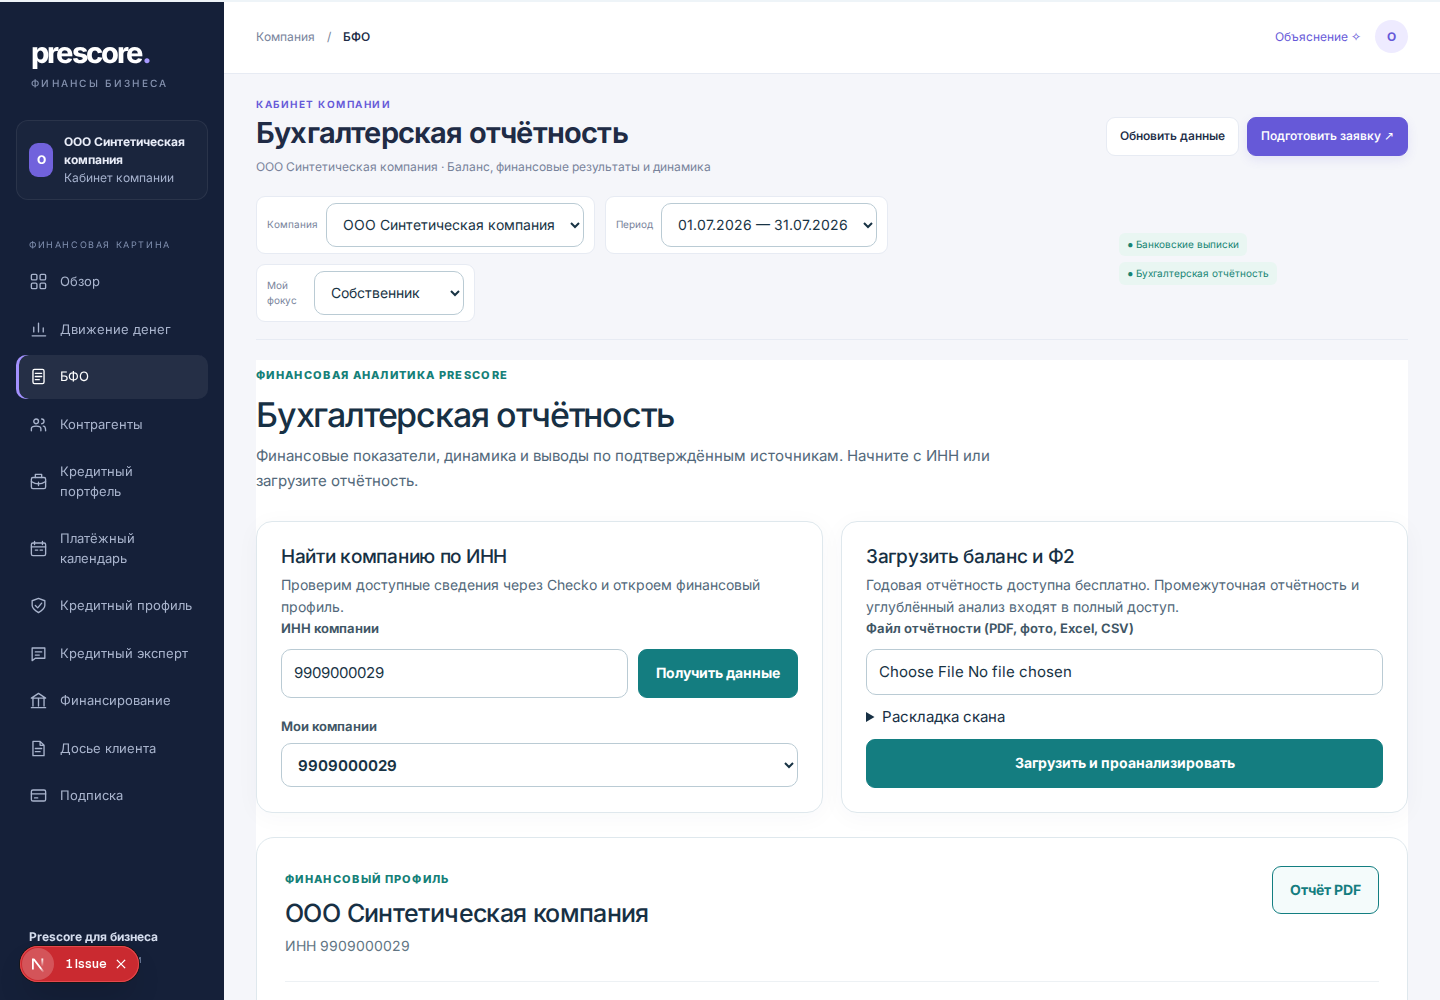 prescore.
ФИНАНСЫ БИЗНЕСА
О
ООО Синтетическая
компания
Кабинет компании
ФИНАНСОВАЯ КАРТИНА
Обзор
Движение денег
БФО
Контрагенты
Кредитный
портфель
Платёжный
календарь
Кредитный профиль
Кредитный эксперт
Финансирование
Досье клиента
Подписка
Prescore для бизнеса
N
1 Issue
Компания / БФО
Объяснение
О
КАБИНЕТ КОМПАНИИ
Бухгалтерская отчётность
ООО Синтетическая компания · Баланс, финансовые результаты и динамика
Обновить данные
Подготовить заявку ↗
Компания
ООО Синтетическая компания
Период
01.07.2026 — 31.07.2026
Мой
фокус
Собственник
● Банковские выписки
● Бухгалтерская отчётность
ФИНАНСОВАЯ АНАЛИТИКА PRESCORE
Бухгалтерская отчётность
Финансовые показатели, динамика и выводы по подтверждённым источникам. Начните с ИНН или
загрузите отчётность.
Найти компанию по ИНН
Проверим доступные сведения через Checko и откроем финансовый
профиль.
ИНН компании
9909000029
Получить данные
Мои компании
9909000029
Загрузить баланс и Ф2
Годовая отчётность доступна бесплатно. Промежуточная отчётность и
углублённый анализ входят в полный доступ.
Файл отчётности (PDF, фото, Excel, CSV)
Choose File No file chosen
Раскладка скана
Загрузить и проанализировать
ФИНАНСОВЫЙ ПРОФИЛЬ
ООО Синтетическая компания
ИНН 9909000029
Отчёт PDF